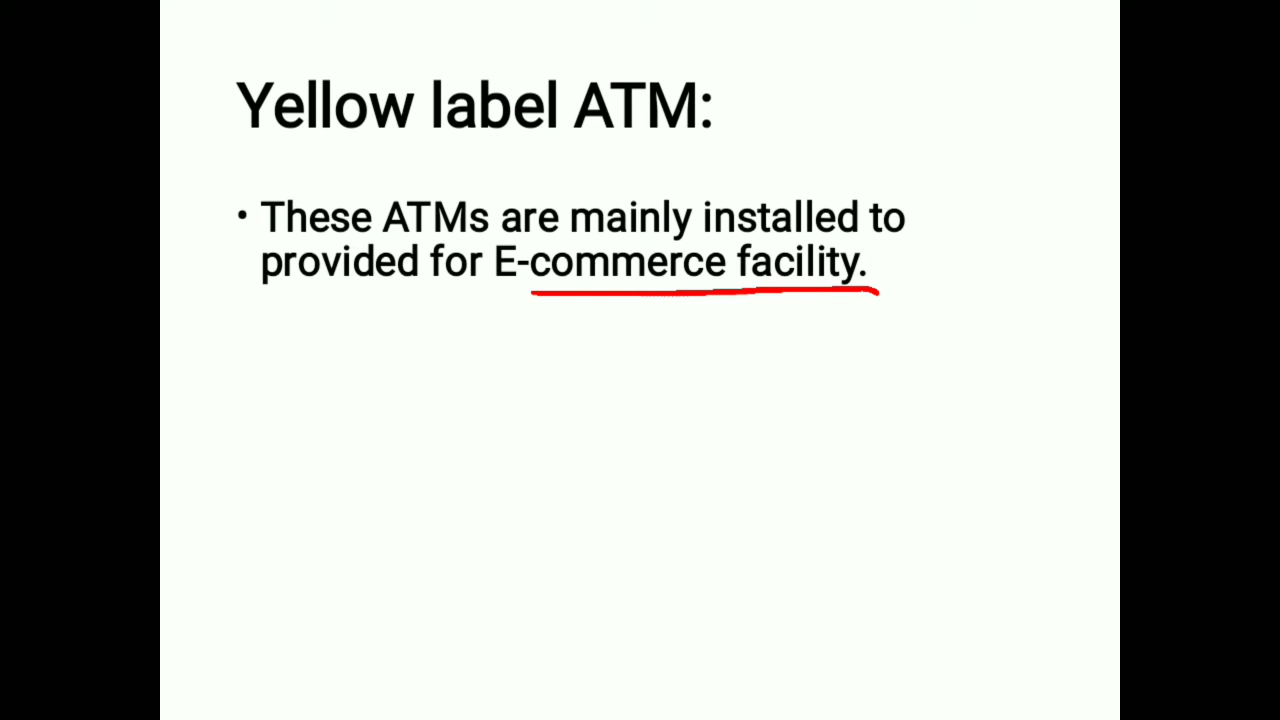 Yellow label ATM:
• These ATMs are mainly installed to
provided for E-commerce facility.